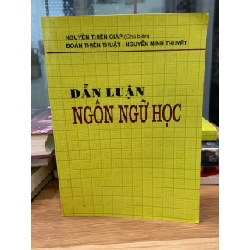 NGUYỄN THIỆN GIÁP (Chủ biên)
ĐOÀN THIỆN THUẬT - NGUYỄN MINH THUYẾT
DẪN LUẬN
NGÔN NGỮ HỌC